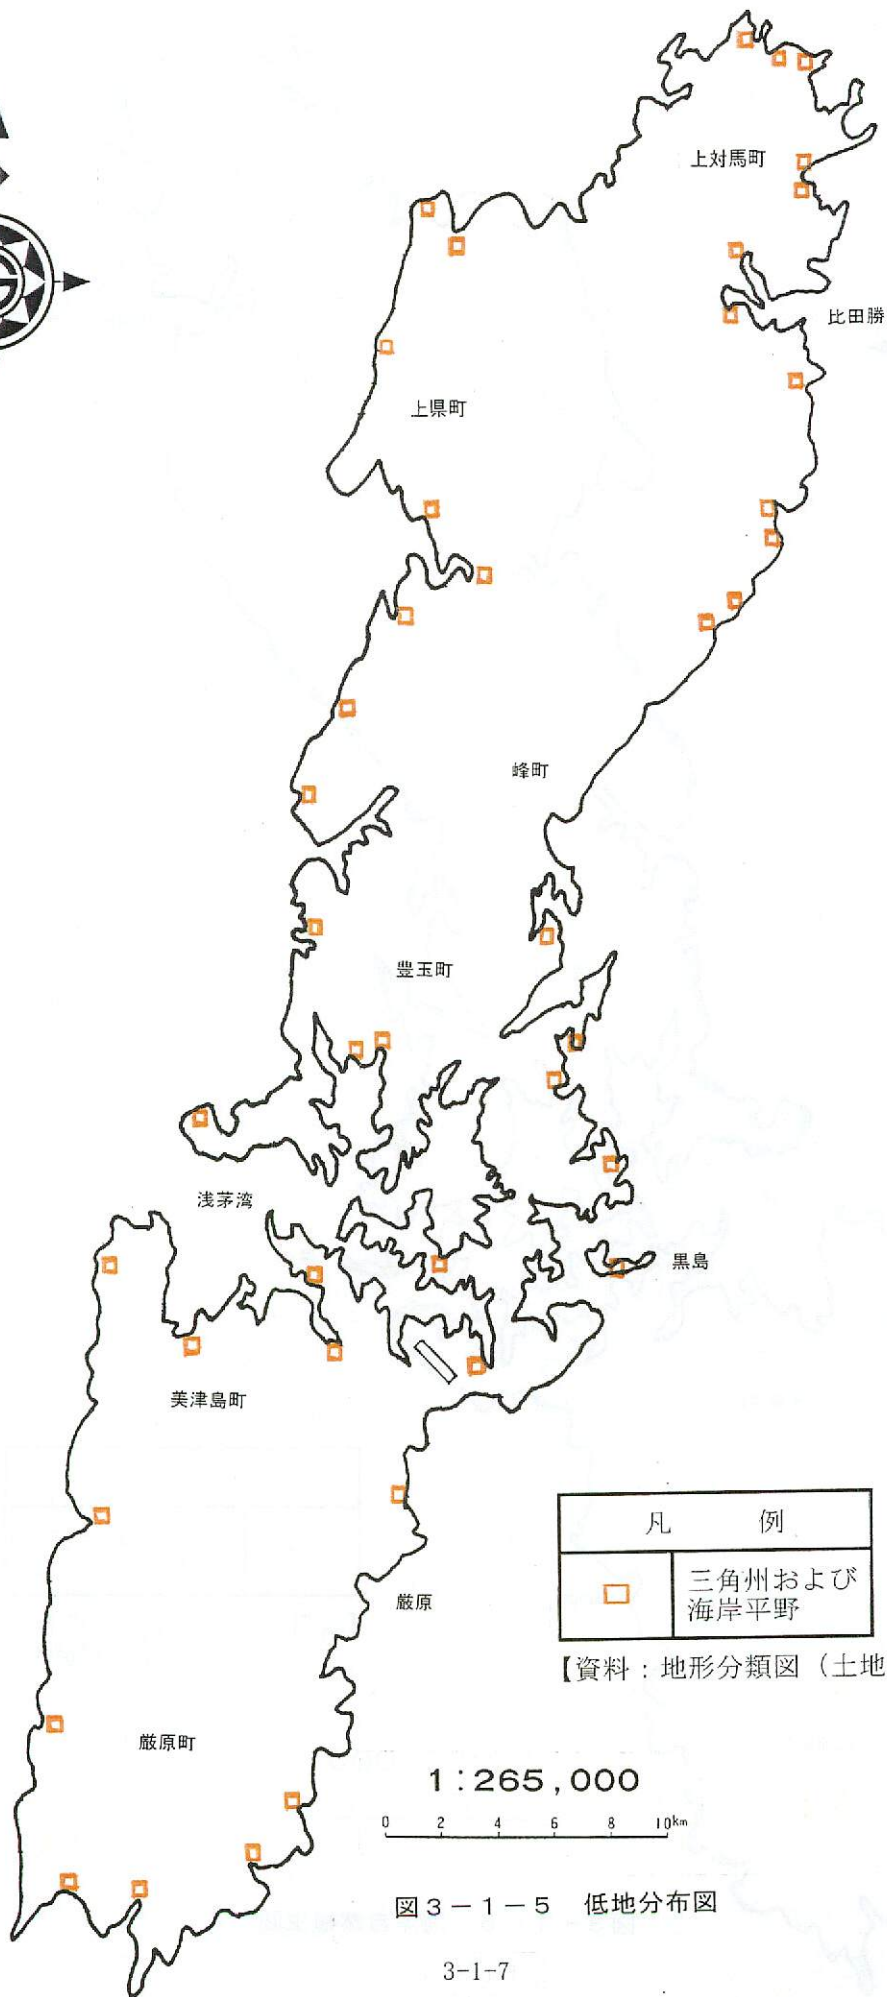 上対馬町
比田勝
上県町
峰町
豊玉町
浅茅湾
黒島
美津島町
厳原
凡 例
三角州および
海岸平野
【資料：地形分類図（土地
厳原町
1：265,000
0 2 4 6 8 10km
図3－1－5 低地分布図
3-1-7